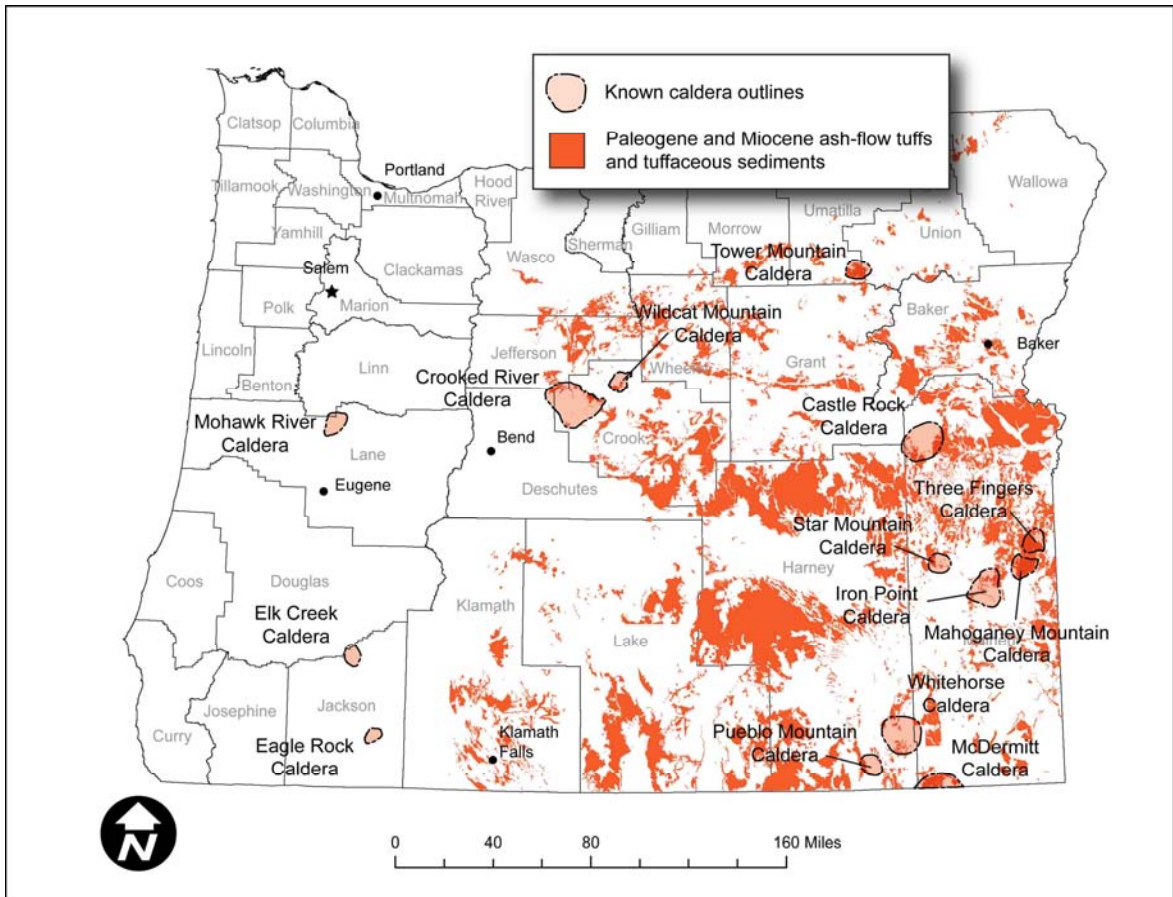 Known caldera outlines
Paleogene and Miocene ash-flow tuffs
and tuffaceous sediments
Clatsop
Columbia
Portland
Tillamook
Washington
Multnomah
Hood
River
Wallowa
Umatilla
Gilliam
Morrow
Union
Yamhill
Sherman
Wasco
Clackamas
Tower Mountain
Caldera
Salem
Marion
Polk
Baker
Wildcat Mountain
Caldera
Baker
Lincoln
Jefferson
Grant
Linn
Benton
Crooked River
Caldera
Castle Rock
Caldera
Mohawk River
Caldera
Crook
Bend
Lane
Eugene
Deschutes
Three Fingers
Caldera
Star Mountain
Caldera
Harney
Coos
Douglas
Klamath
Iron Point
Caldera
Elk Creek
Caldera
Lake
Mahoganey Mountain
Caldera
Whitehorse
Caldera
Josephine
Jackson
Curry
Klamath
Falls
Pueblo Mountain
Caldera
McDermitt
Caldera
Eagle Rock
Caldera
N
0 40 80 160 Miles